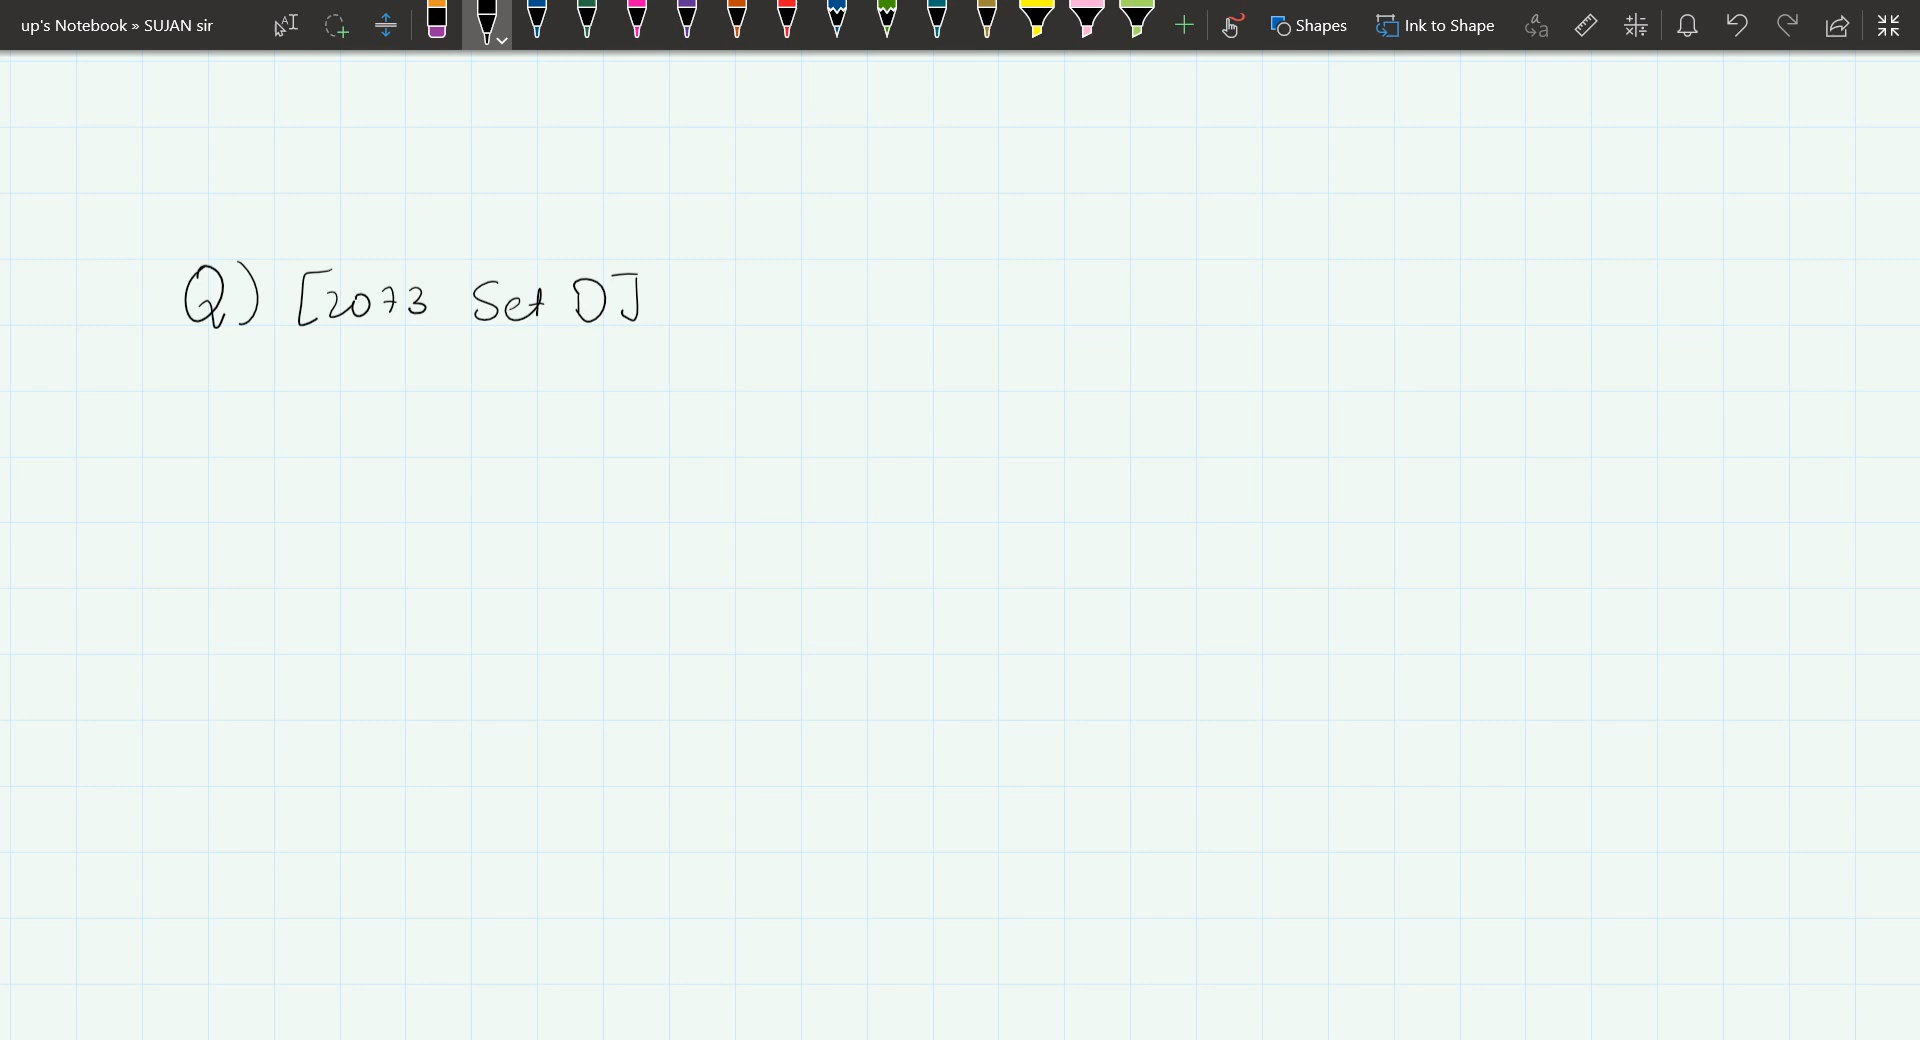 up's Notebook » SUJAN sir
Shapes
Ink to Shape
Q) [2073 Set D]